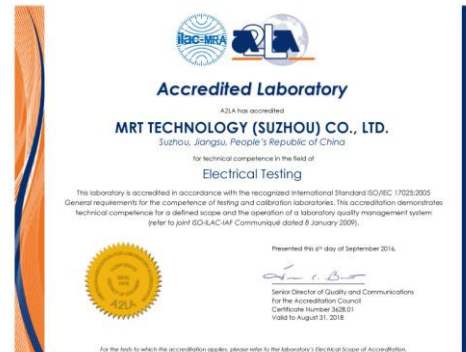 ilac-MRA
A2LA
Accredited Laboratory
A2LA has accredited
MRT TECHNOLOGY (SUZHOU) CO., LTD.
Suzhou, Jiangsu, People's Republic of China
for technical competence in the field of
Electrical Testing
This laboratory is accredited in accordance with the recognized International Standard ISO/IEC 17025:2005
General requirements for the competence of testing and calibration laboratories. This accreditation demonstrates
technical competence for a defined scope and the operation of a laboratory quality management system
(refer to joint ISO-ILAC-IAF Communiqué dated 8 January 2009).
Presented this 6th day of September 2016.
Senior Director of Quality and Communications
For the Accreditation Council
Certificate Number 3628.01
Valid to August 31, 2018
CORPORATE
SEAL
1978
A2LA
For the tests to which this accreditation applies, please refer to the laboratory's Electrical Scope of Accreditation.